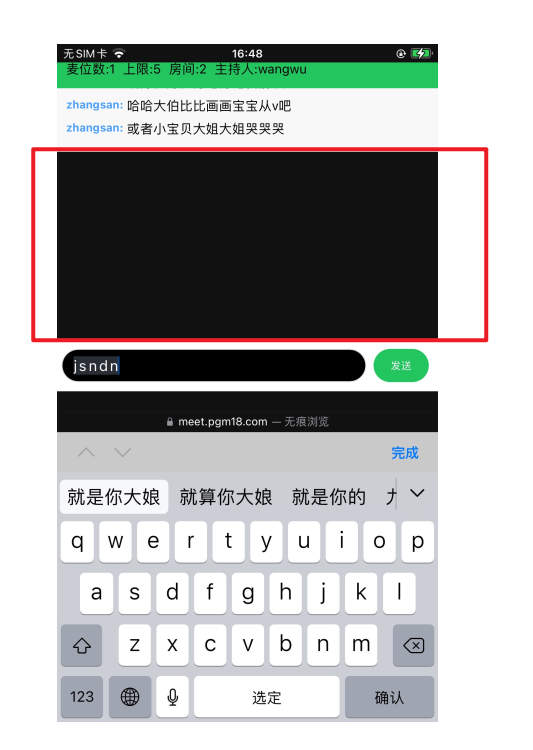 无SIM卡 16:48
麦位数:1 上限:5 房间:2 主持人:wangwu
zhangsan: 哈哈大伯比比画画宝宝从v吧
zhangsan: 或者小宝贝大姐大姐哭哭哭
jsndn 发送
meet.pgm18.com — 无痕浏览
完成
就是你大娘 就算你大娘 就是你的
q w e r t y u i o p
a s d f g h j k l
z x c v b n m
123 选定 确认